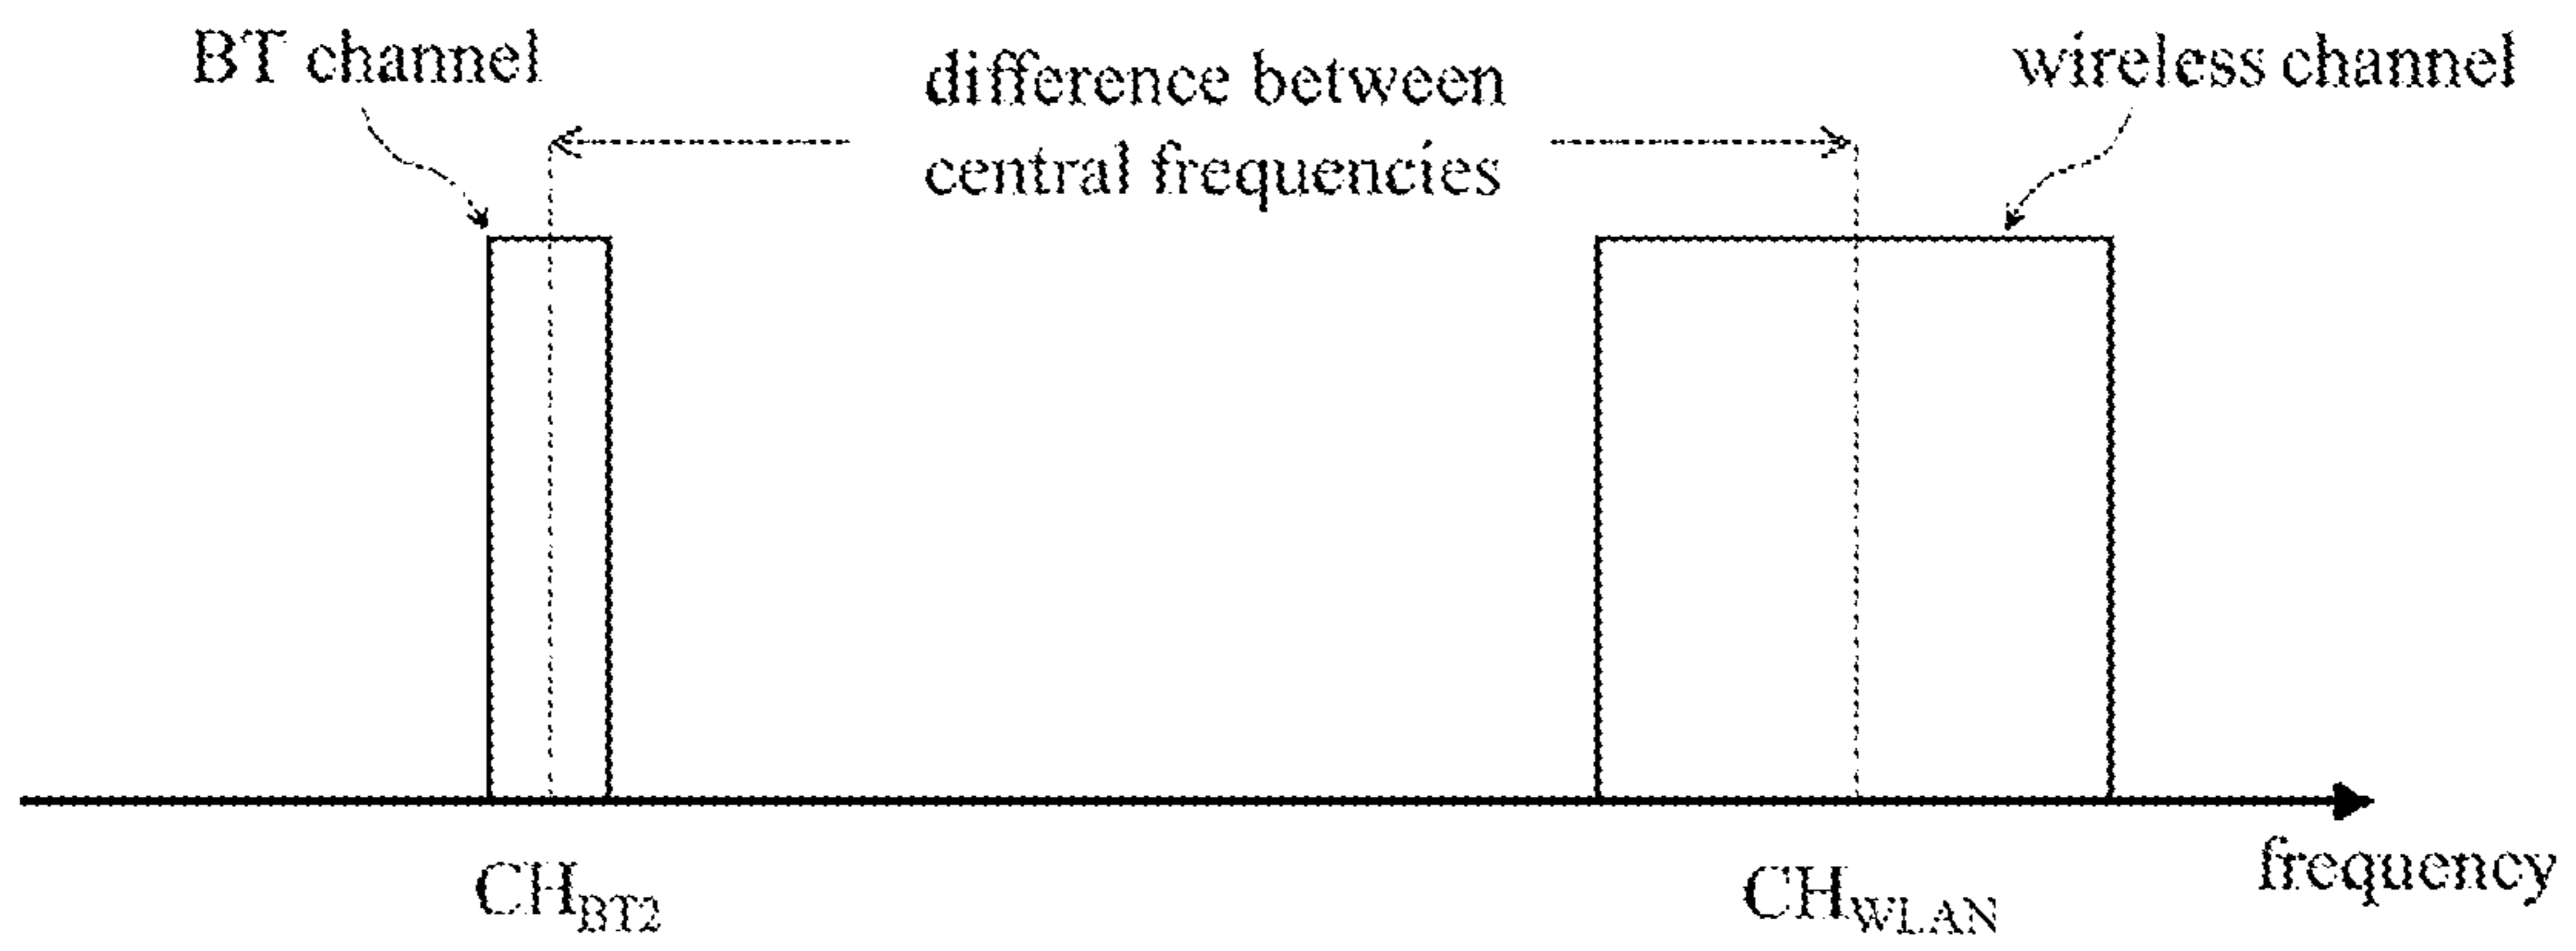 BT channel
difference between
central frequencies
wireless channel
CH_BT2
CH_WLAN
frequency